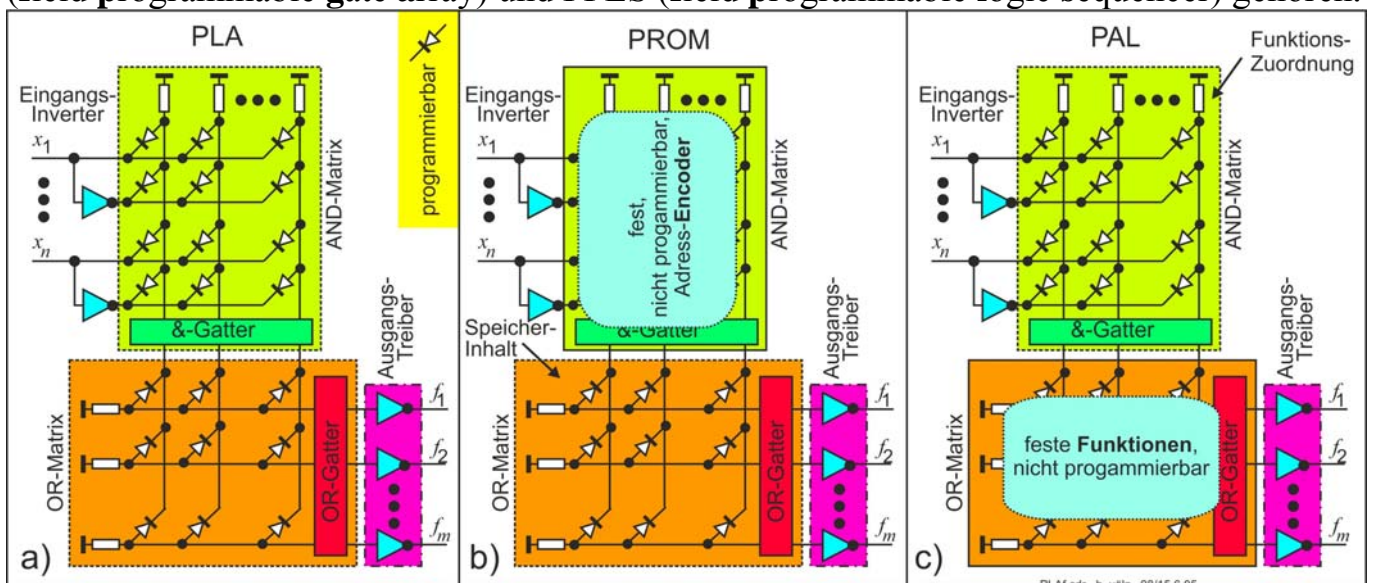 (field programmable gate array) und FPLS (field programmable logic sequencer) gehören.
PLA
programmierbar
Eingangs-
Inverter
x1
xn
AND-Matrix
&-Gatter
Ausgangs-
Treiber
OR-Matrix
OR-Gatter
f1
f2
fm
a)
PROM
Eingangs-
Inverter
x1
xn
fest,
nicht progammierbar,
Adress-Encoder
AND-Matrix
&-Gatter
Speicher-
Inhalt
Ausgangs-
Treiber
OR-Matrix
OR-Gatter
f1
f2
fm
b)
PAL
Funktions-
Zuordnung
Eingangs-
Inverter
x1
xn
AND-Matrix
&-Gatter
Ausgangs-
Treiber
OR-Matrix
feste Funktionen,
nicht progammierbar
OR-Gatter
f1
f2
fm
c)